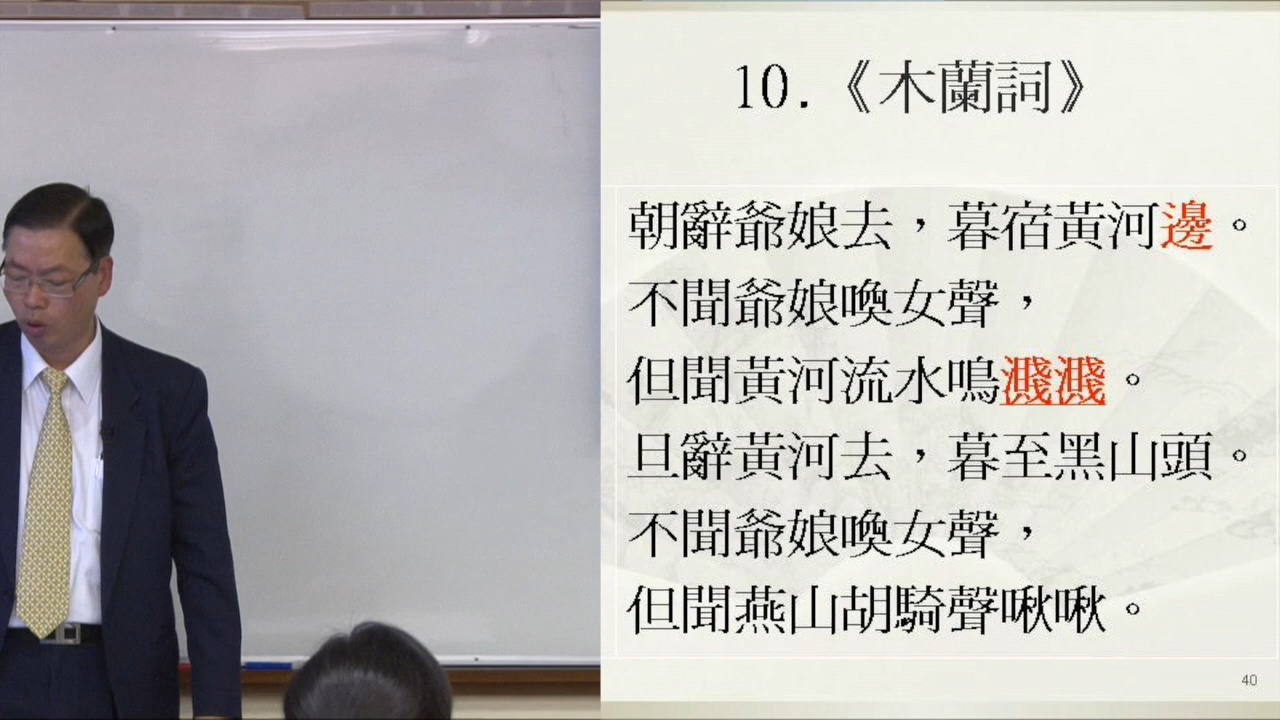 10.《木蘭詞》
朝辭爺娘去，暮宿黃河邊。
不聞爺娘喚女聲，
但聞黃河流水鳴濺濺。
旦辭黃河去，暮至黑山頭。
不聞爺娘喚女聲，
但聞燕山胡騎聲啾啾。
40